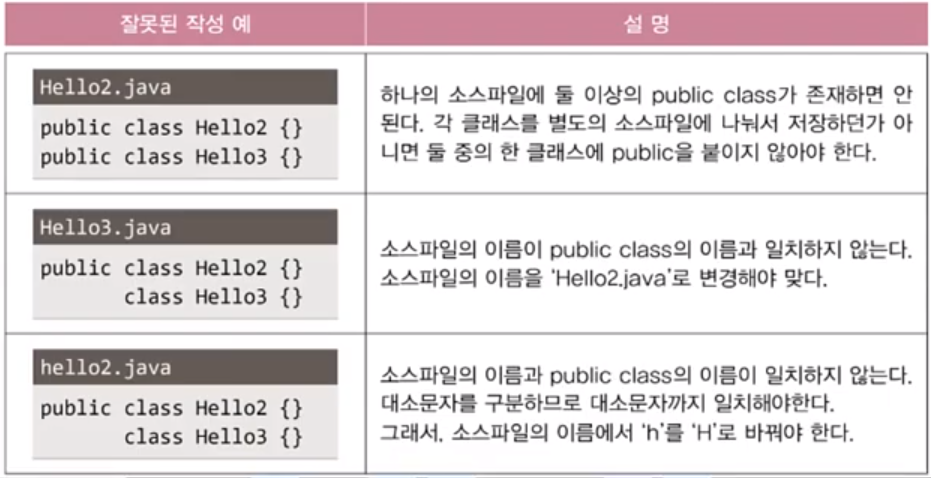 잘못된 작성 예
설 명
Hello2.java
public class Hello2 {}
public class Hello3 {}
하나의 소스파일에 둘 이상의 public class가 존재하면 안
된다. 각 클래스를 별도의 소스파일에 나눠서 저장하던가 아
니면 둘 중의 한 클래스에 public을 붙이지 않아야 한다.
Hello3.java
public class Hello2 {}
class Hello3 {}
소스파일의 이름이 public class의 이름과 일치하지 않는다.
소스파일의 이름을 ‘Hello2.java’로 변경해야 맞다.
hello2.java
public class Hello2 {}
class Hello3 {}
소스파일의 이름과 public class의 이름이 일치하지 않는다.
대소문자를 구분하므로 대소문자까지 일치해야한다.
그래서, 소스파일의 이름에서 ‘h’를 ‘H’로 바꿔야 한다.